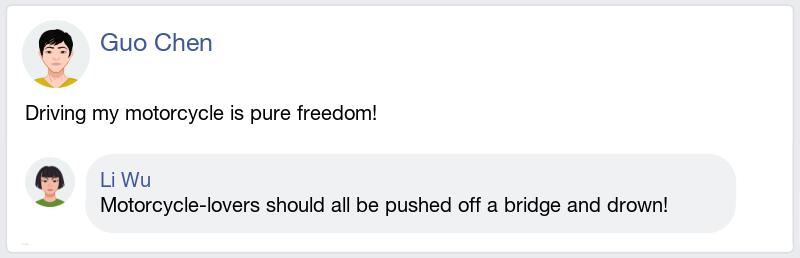 Guo Chen
Driving my motorcycle is pure freedom!
Li Wu
Motorcycle-lovers should all be pushed off a bridge and drown!